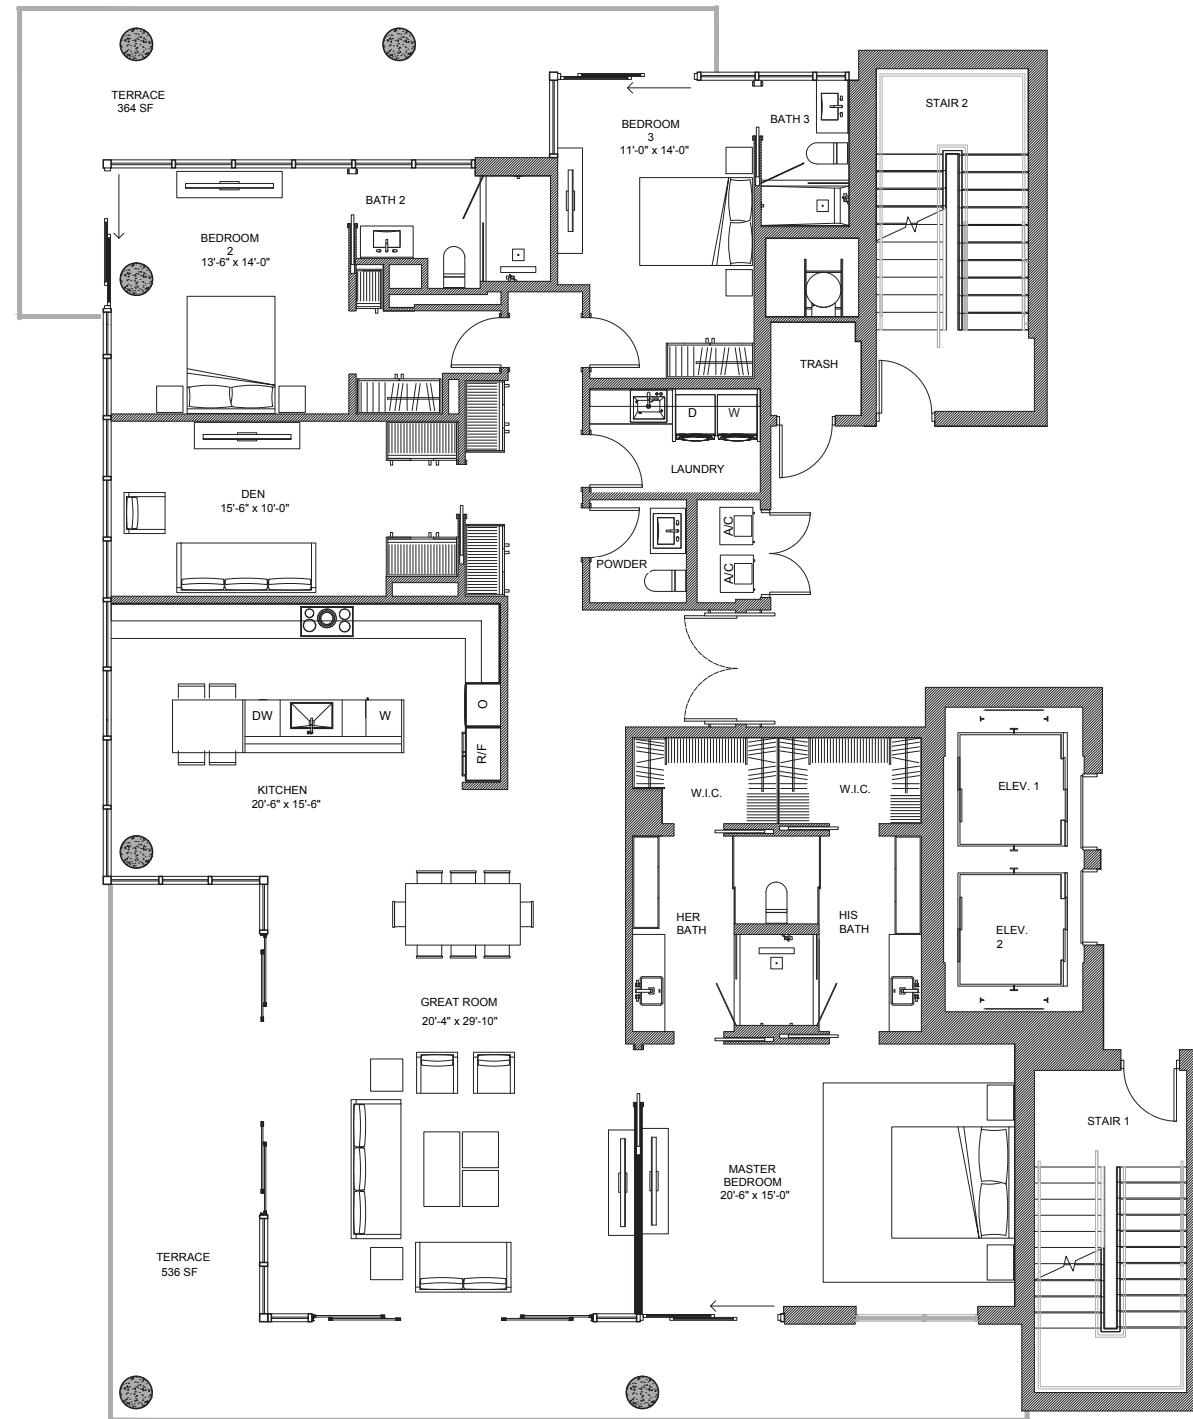 TERRACE
364 SF
STAIR 2
BEDROOM
3
11'-0" x 14'-0"
BATH 3
BATH 2
BEDROOM
2
13'-6" x 14'-0"
TRASH
D
W
LAUNDRY
DEN
15'-6" x 10'-0"
A/C
A/C
POWDER
DW
W
O
R/F
KITCHEN
20'-6" x 15'-6"
W.I.C.
W.I.C.
ELEV. 1
HER
BATH
HIS
BATH
ELEV.
2
GREAT ROOM
20'-4" x 29'-10"
STAIR 1
MASTER
BEDROOM
20'-6" x 15'-0"
TERRACE
536 SF